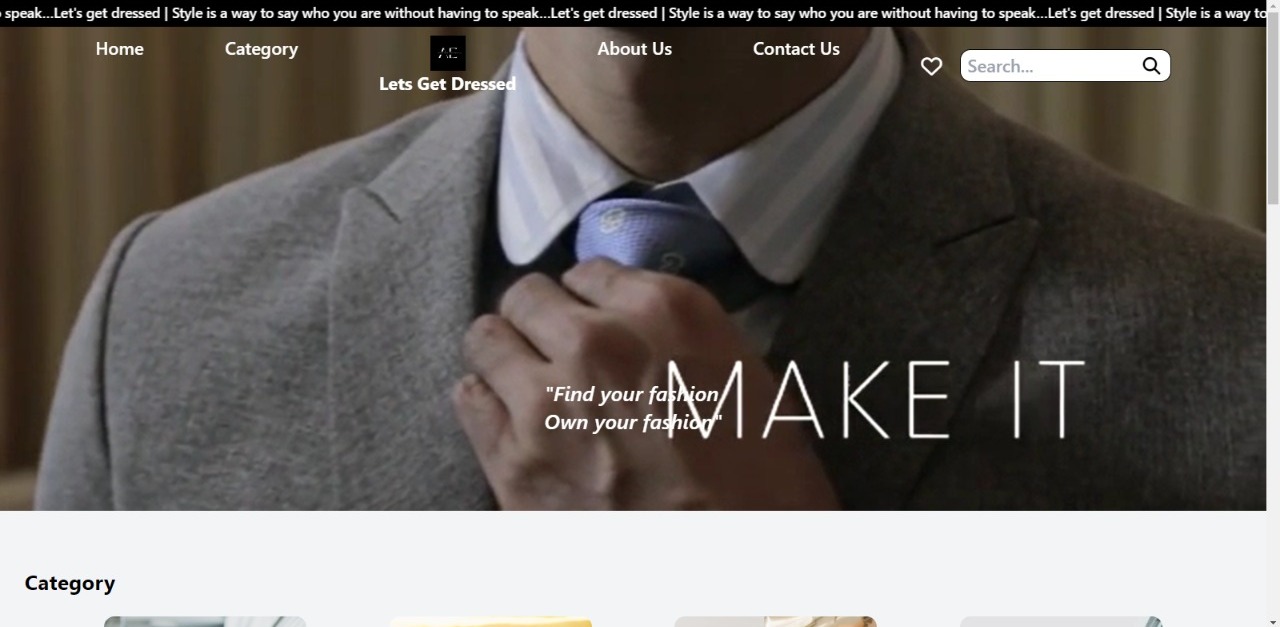 speak...Let's get dressed | Style is a way to say who you are without having to speak...Let's get dressed | Style is a way to say who you are without having to speak...Let's get dressed | Style is a way to
Home Category About Us Contact Us
Search...
Lets Get Dressed
MAKE IT
"Find your fashion,
Own your fashion"
Category